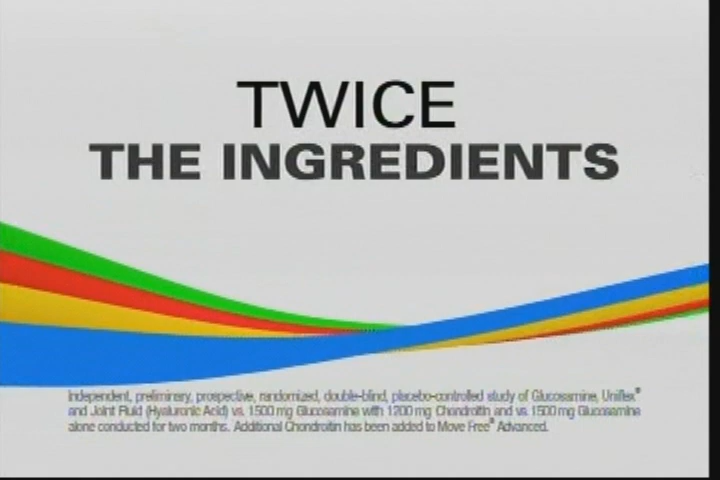 TWICE
THE INGREDIENTS
Independent, preliminary, prospective, randomized, double-blind, placebo-controlled study of Glucosamine, Uniflex®
and Joint Fluid (Hyaluronic Acid) vs. 1500 mg Glucosamine with 1200 mg Chondroitin and vs. 1500 mg Glucosamine
alone conducted for two months. Additional Chondroitin has been added to Move Free® Advanced.